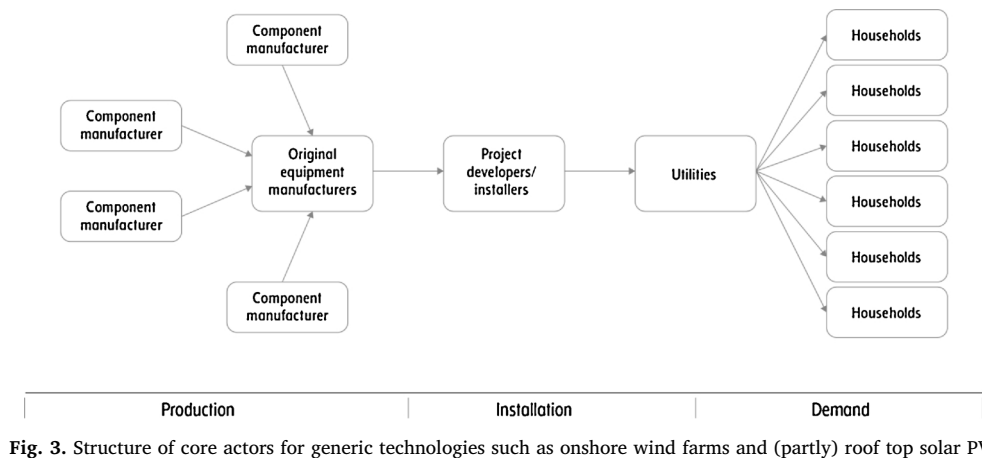 Component
manufacturer
Component
manufacturer
Component
manufacturer
Component
manufacturer
Original
equipment
manufacturers
Project
developers/
installers
Utilities
Households
Households
Households
Households
Households
Households
Production
Installation
Demand
Fig. 3. Structure of core actors for generic technologies such as onshore wind farms and (partly) roof top solar PV